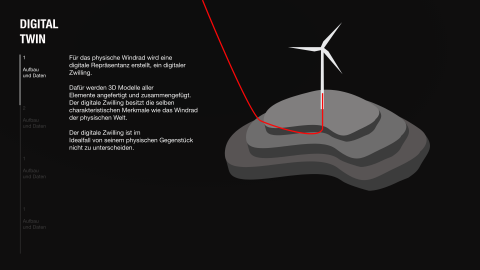 DIGITAL
TWIN
1
Aufbau
und Daten
Für das physische Windrad wird eine
digitale Repräsentanz erstellt, ein digitaler
Zwilling.
Dafür werden 3D Modelle aller
Elemente angefertigt und zusammengefügt.
Der digitale Zwilling besitzt die selben
charakteristischen Merkmale wie das Windrad
der physischen Welt.
Der digitale Zwilling ist im
Idealfall von seinem physischen Gegenstück
nicht zu unterscheiden.
Aufbau
und Daten
Aufbau
und Daten
Aufbau
und Daten